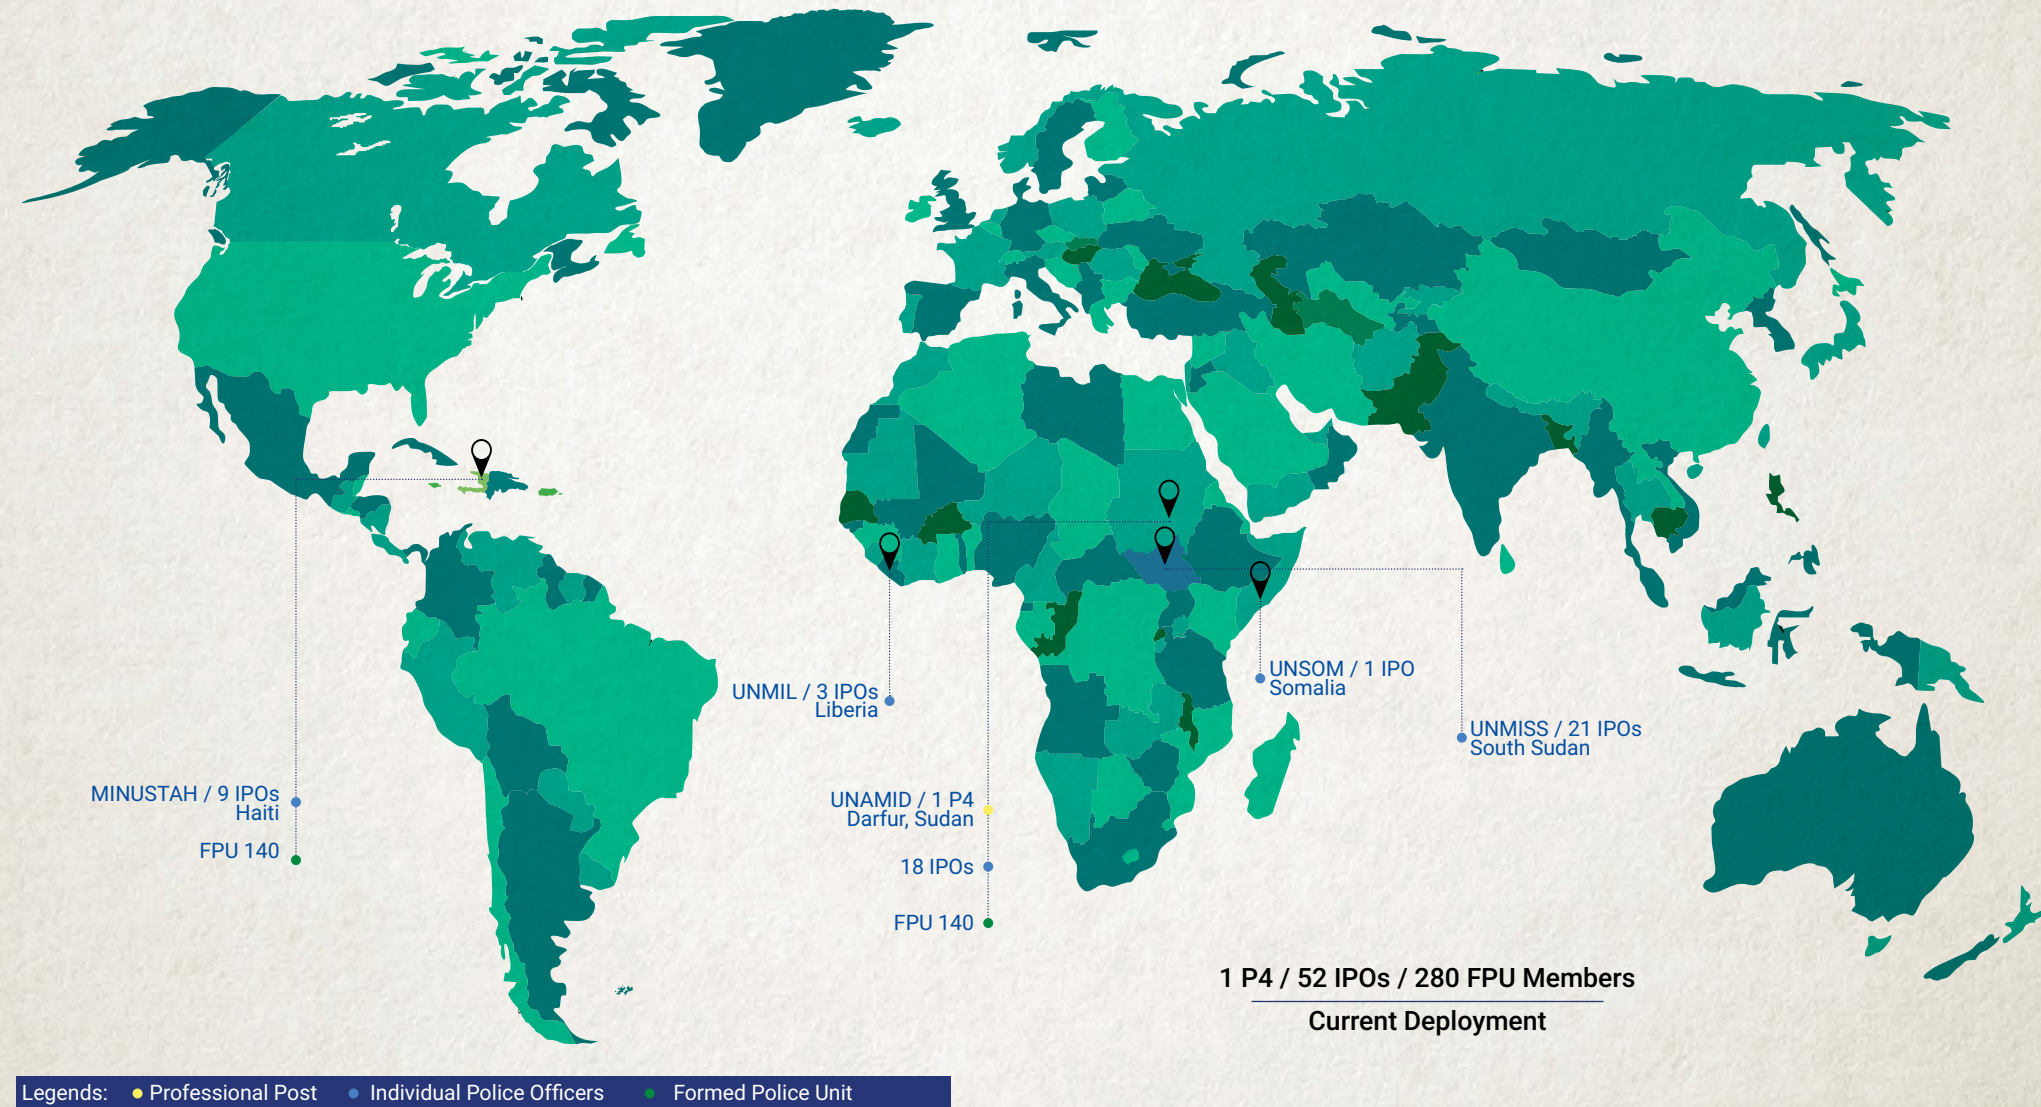 UNSOM / 1 IPO
Somalia
UNMIL / 3 IPOs
Liberia
UNMISS / 21 IPOs
South Sudan
MINUSTAH / 9 IPOs
Haiti
FPU 140
UNAMID / 1 P4
Darfur, Sudan
18 IPOs
FPU 140
1 P4 / 52 IPOs / 280 FPU Members
Current Deployment
Legends: Professional Post Individual Police Officers Formed Police Unit